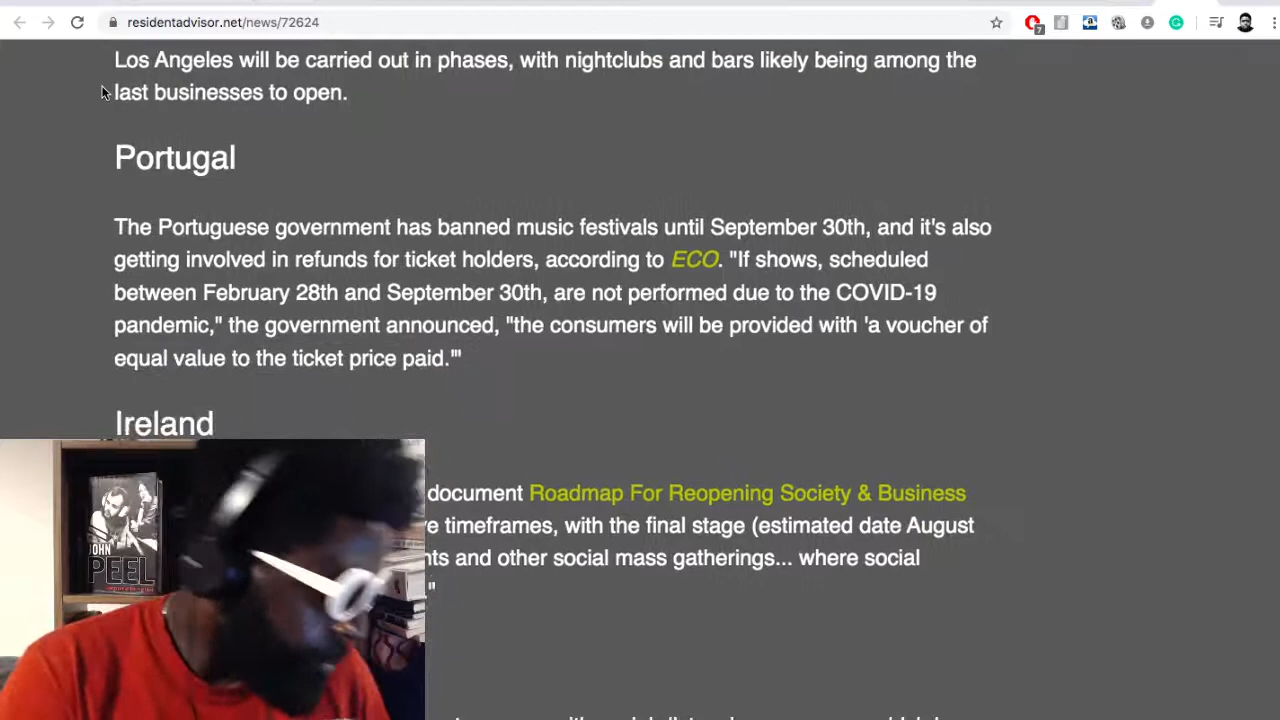 residentadvisor.net/news/72624
7
Los Angeles will be carried out in phases, with nightclubs and bars likely being among the
last businesses to open.
Portugal
The Portuguese government has banned music festivals until September 30th, and it's also
getting involved in refunds for ticket holders, according to ECO. "If shows, scheduled
between February 28th and September 30th, are not performed due to the COVID-19
pandemic," the government announced, "the consumers will be provided with 'a voucher of
equal value to the ticket price paid.'"
Ireland
document Roadmap For Reopening Society & Business
timeframes, with the final stage (estimated date August
and other social mass gatherings... where social
"
JOHN
PEEL